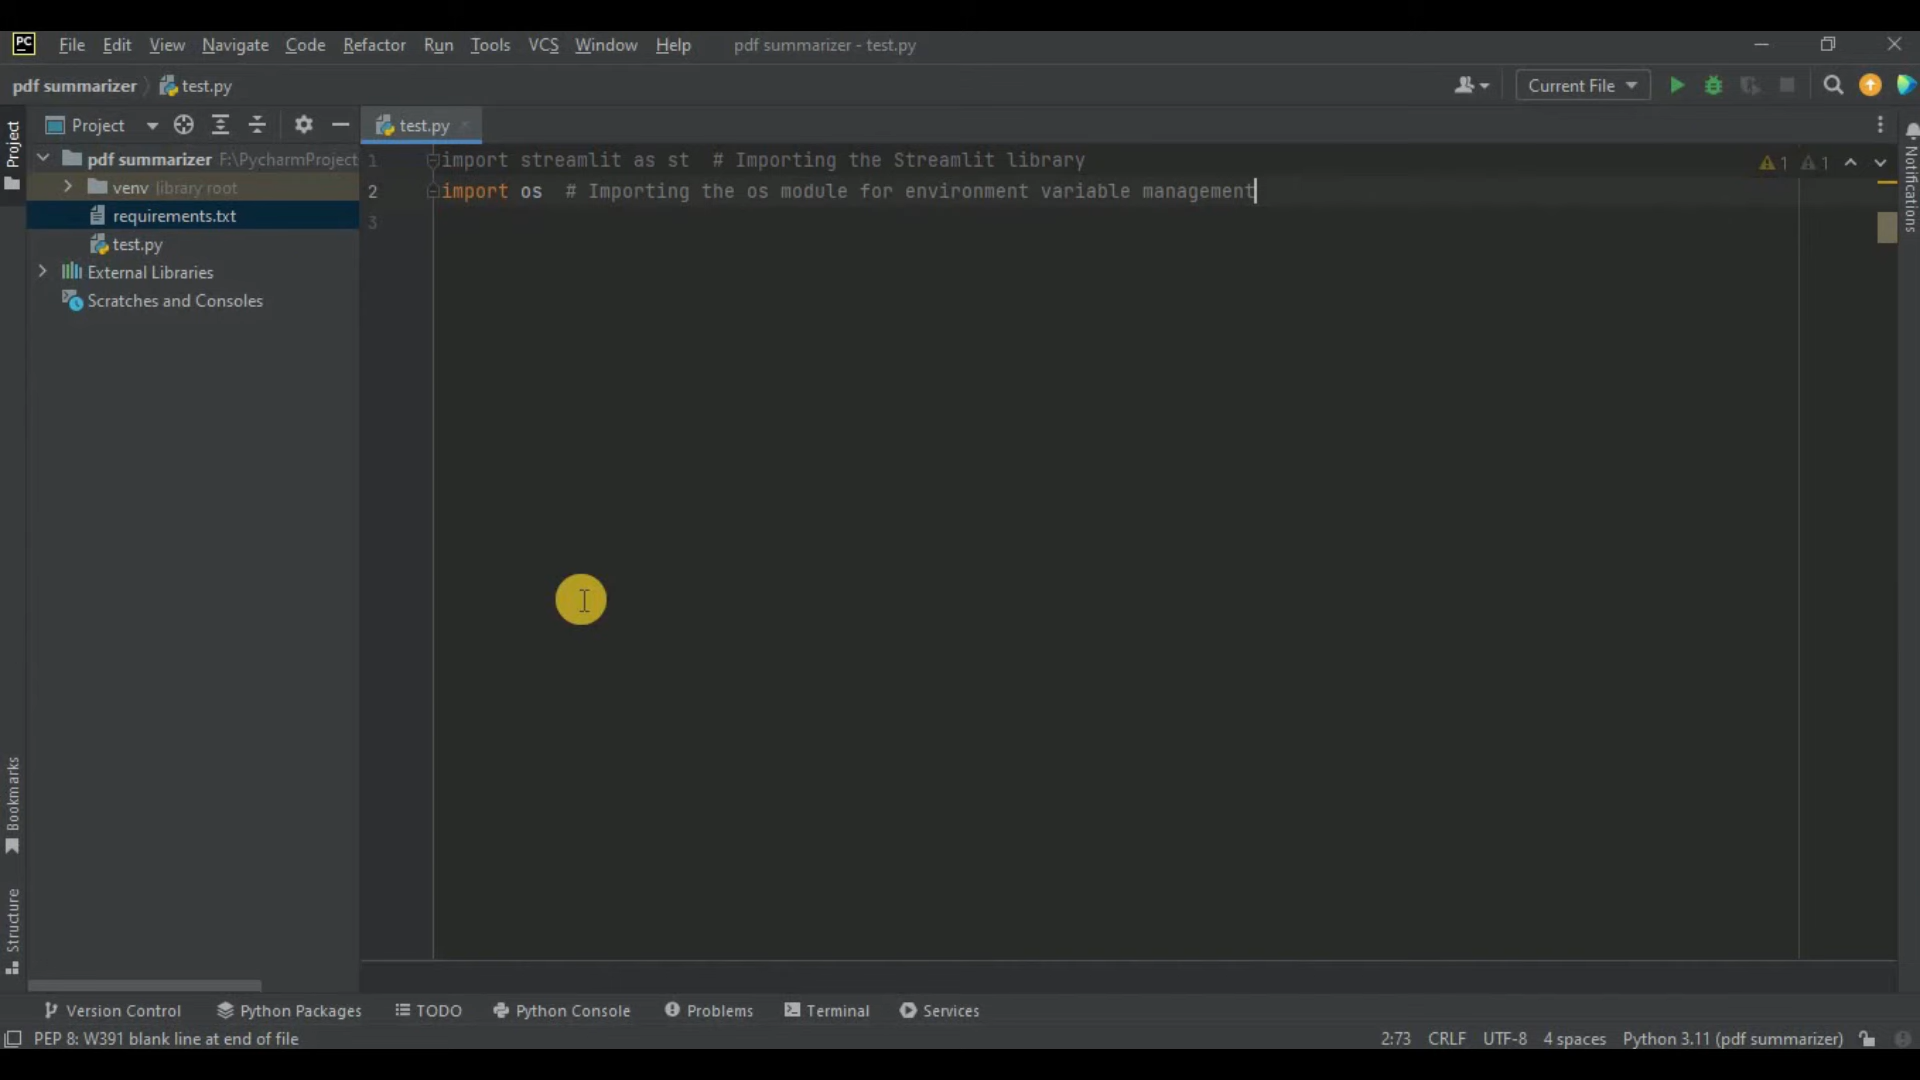 PC File Edit View Navigate Code Refactor Run Tools VCS Window Help pdf summarizer - test.py
pdf summarizer test.py Current File
Project test.py
Project
pdf summarizer F:\PycharmProject
venv library root
requirements.txt
test.py
External Libraries
Scratches and Consoles
1 import streamlit as st # Importing the Streamlit library
2 import os # Importing the os module for environment variable management
3
1 1
Notifications
Bookmarks
Structure
Version Control Python Packages TODO Python Console Problems Terminal Services
PEP 8: W391 blank line at end of file 2:73 CRLF UTF-8 4 spaces Python 3.11 (pdf summarizer)